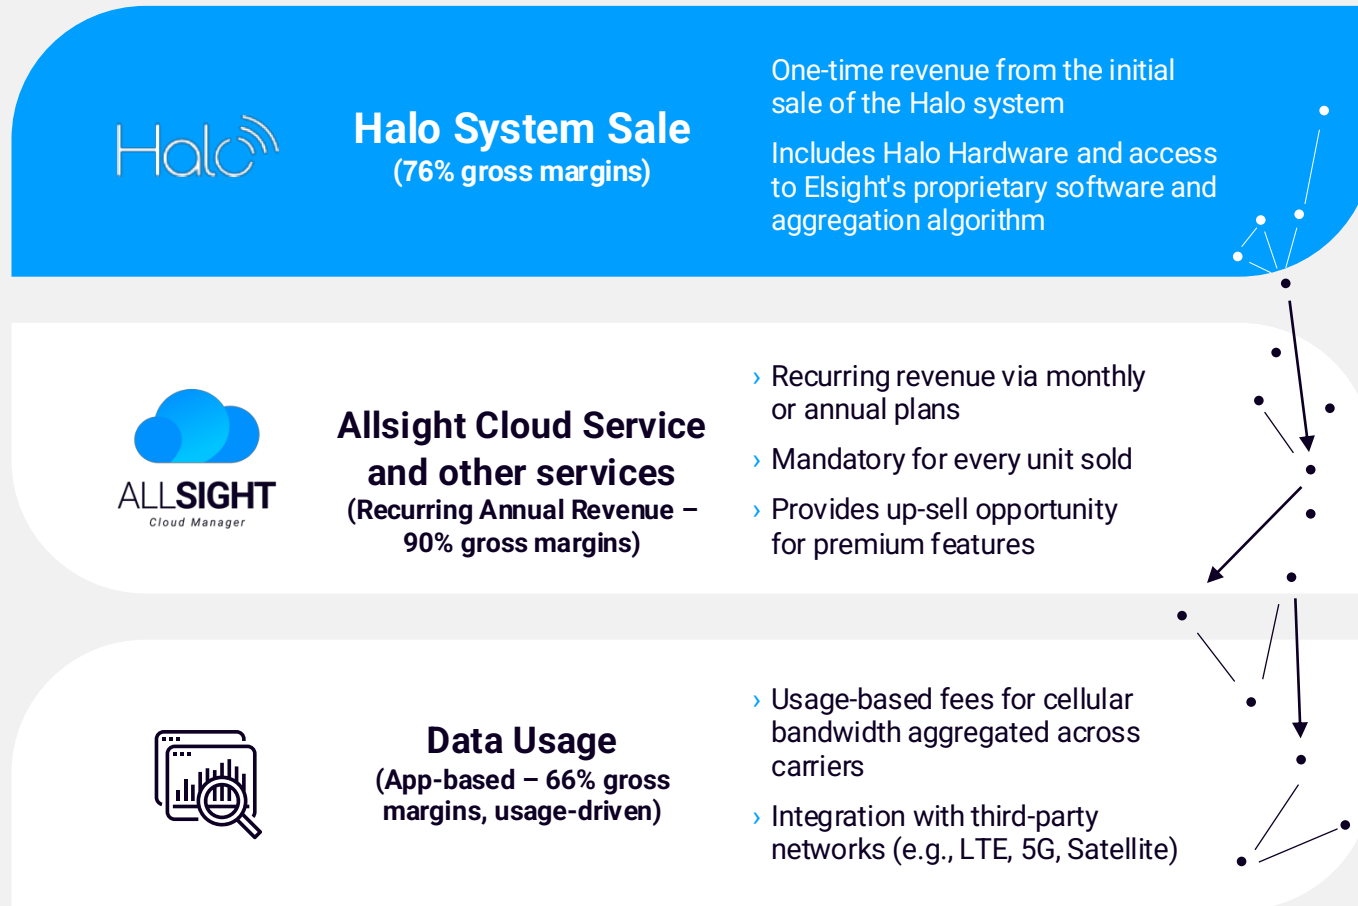 Halo
Halo System Sale
(76% gross margins)
One-time revenue from the initial
sale of the Halo system
Includes Halo Hardware and access
to Elsight's proprietary software and
aggregation algorithm
ALLSIGHT
Cloud Manager
Allsight Cloud Service
and other services
(Recurring Annual Revenue –
90% gross margins)
› Recurring revenue via monthly
or annual plans
› Mandatory for every unit sold
› Provides up-sell opportunity
for premium features
Data Usage
(App-based – 66% gross
margins, usage-driven)
› Usage-based fees for cellular
bandwidth aggregated across
carriers
› Integration with third-party
networks (e.g., LTE, 5G, Satellite)